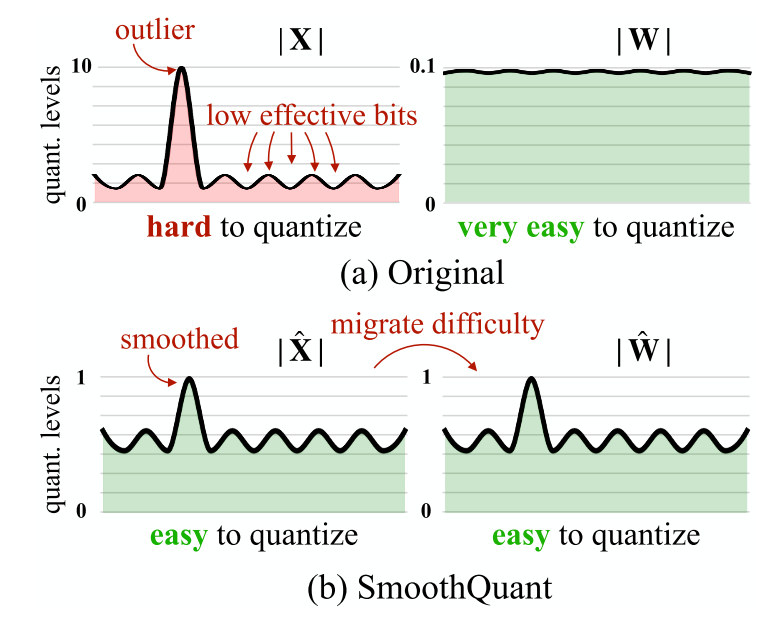 outlier
|X|
|W|
10
0.1
quant. levels
low effective bits
0
0
hard to quantize
very easy to quantize
(a) Original
migrate difficulty
smoothed
|X̂|
|Ŵ|
1
1
quant. levels
0
0
easy to quantize
easy to quantize
(b) SmoothQuant